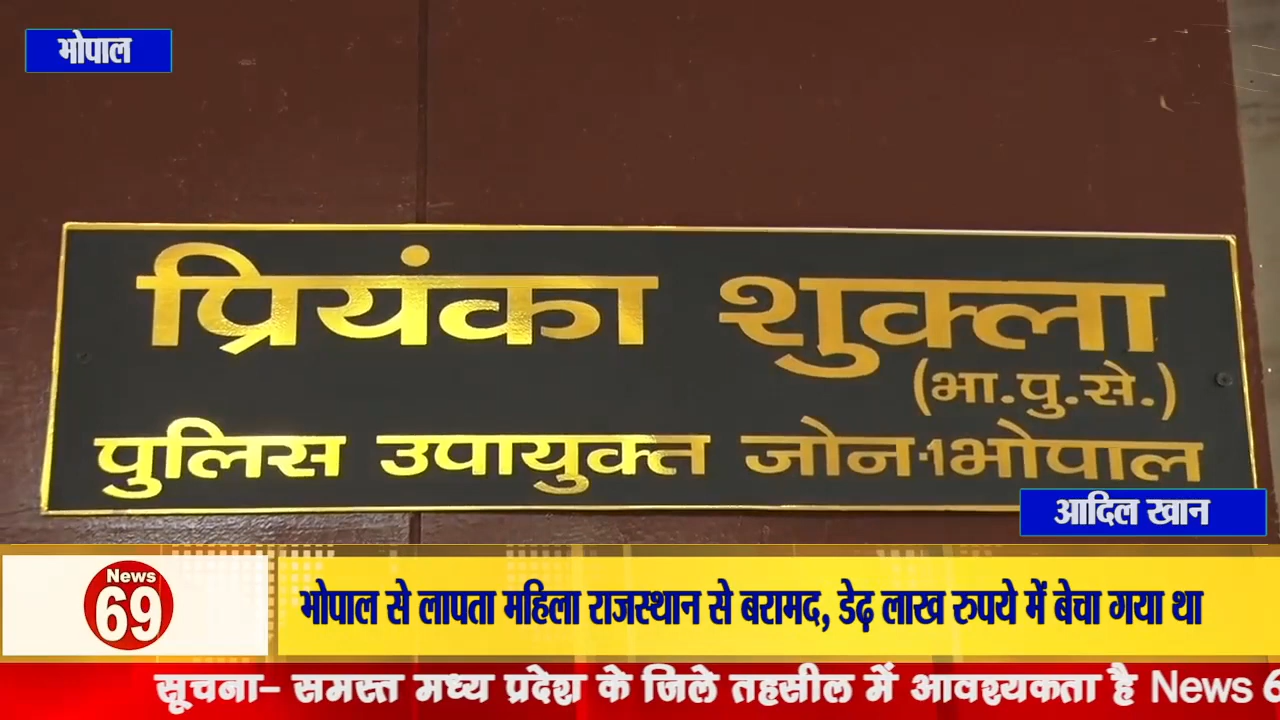 भोपाल
प्रियंका शुक्ला
(भा.पु.से.)
पुलिस उपायुक्त जोन-1भोपाल
आदिल खान
News
69
भोपाल से लापता महिला राजस्थान से बरामद, डेढ़ लाख रुपये में बेचा गया था
सूचना- समस्त मध्य प्रदेश के जिले तहसील में आवश्यकता है News 6